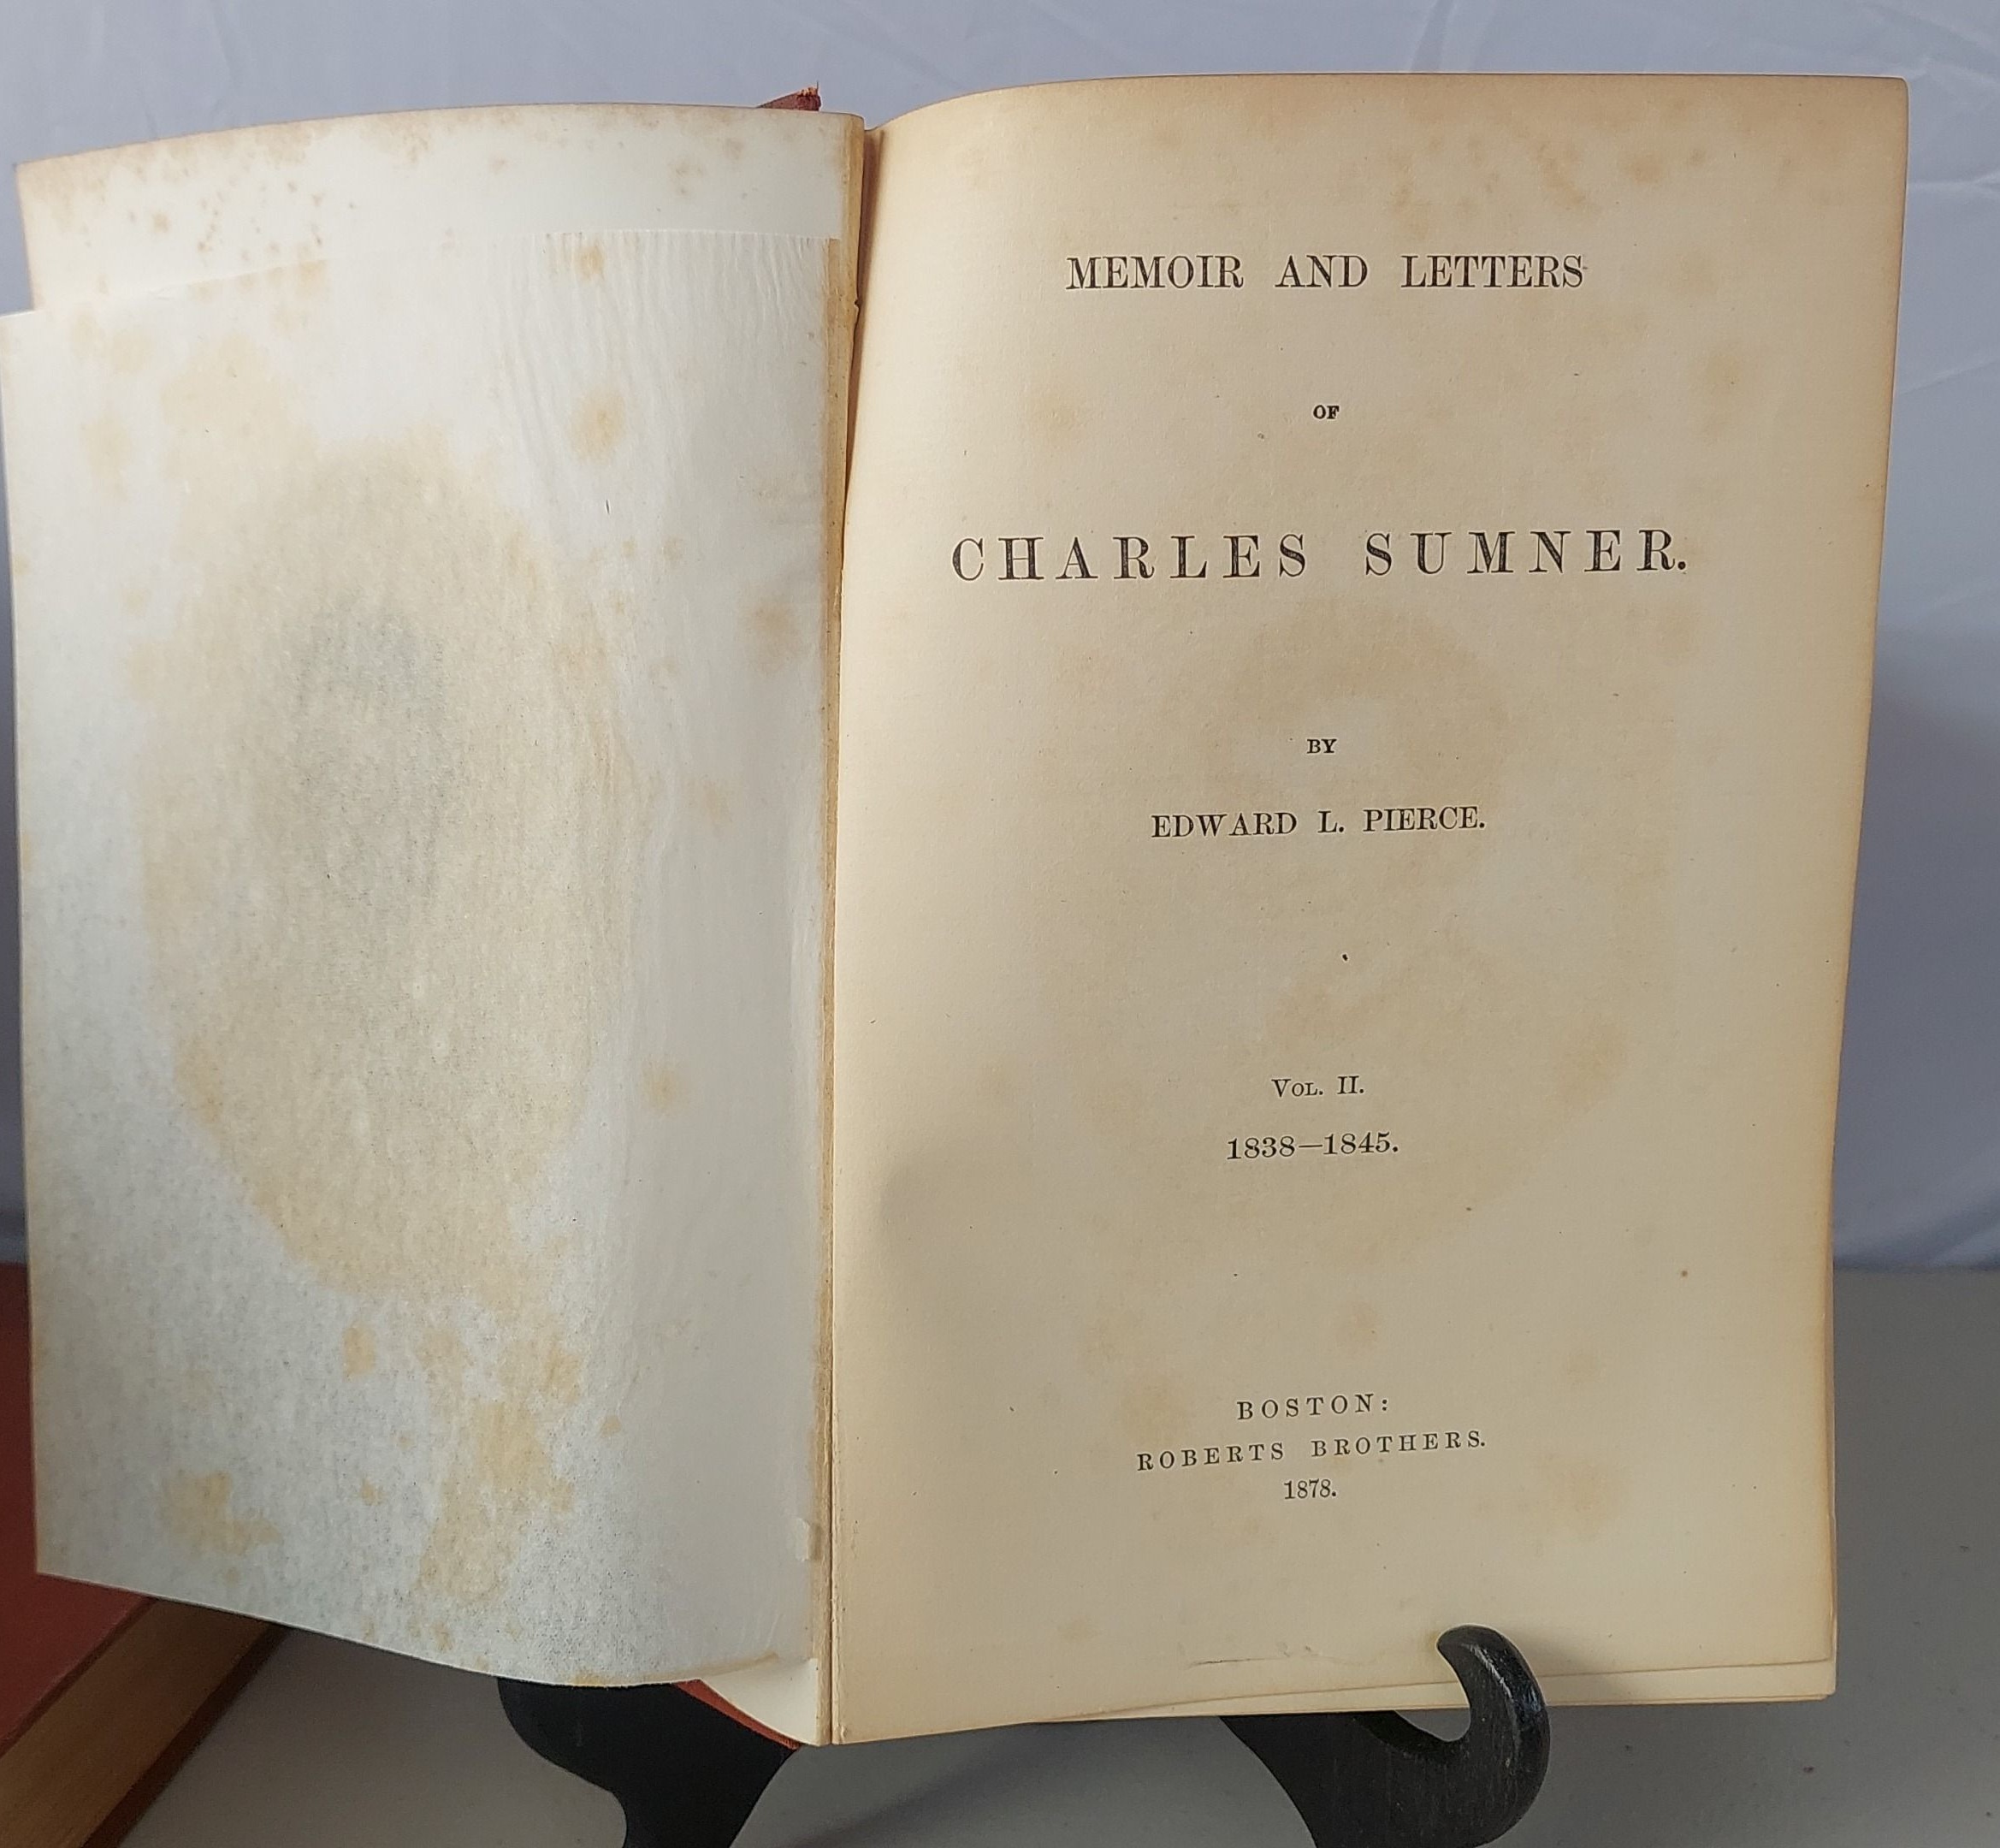 MEMOIR AND LETTERS
OF
CHARLES SUMNER.
BY
EDWARD L. PIERCE.
VOL. II.
1838—1845.
BOSTON:
ROBERTS BROTHERS.
1878.